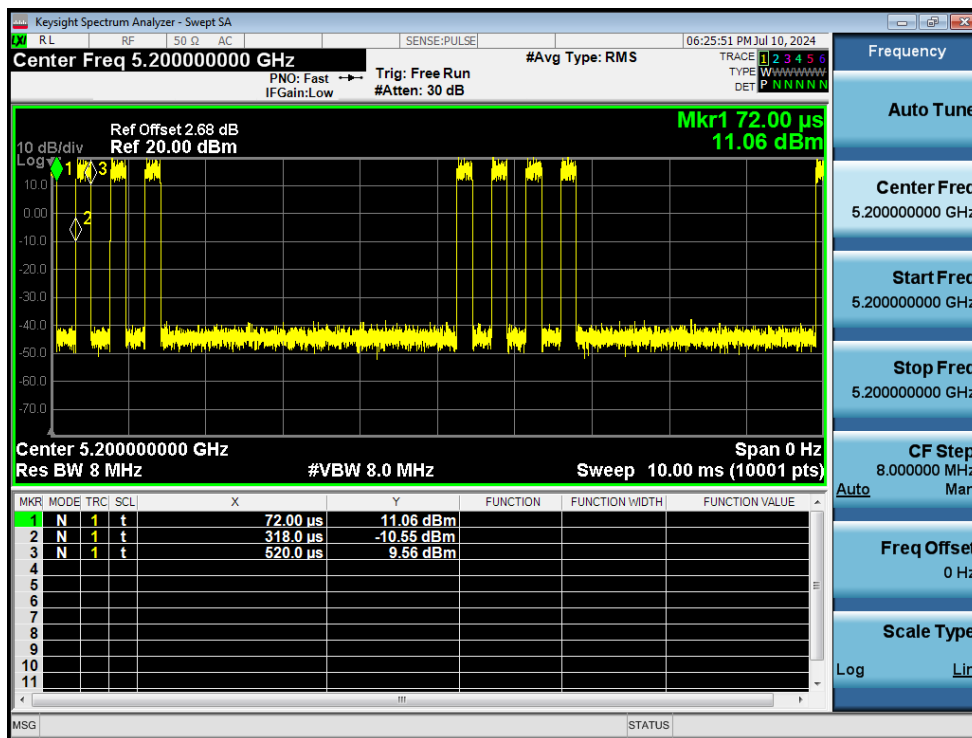 Keysight Spectrum Analyzer - Swept SA
LXI RL RF 50 Ω AC SENSE:PULSE 06:25:51 PM Jul 10, 2024
Center Freq 5.200000000 GHz #Avg Type: RMS TRACE 1 2 3 4 5 6
PNO: Fast Trig: Free Run TYPE WWWWWW
IFGain:Low #Atten: 30 dB DET P N N N N N
Mkr1 72.00 µs
11.06 dBm
Ref Offset 2.68 dB
10 dB/div Ref 20.00 dBm
Log
1
3
2
10.0
0.00
-10.0
-20.0
-30.0
-40.0
-50.0
-60.0
-70.0
Center 5.200000000 GHz Span 0 Hz
Res BW 8 MHz #VBW 8.0 MHz Sweep 10.00 ms (10001 pts)
MKR MODE TRC SCL X Y FUNCTION FUNCTION WIDTH FUNCTION VALUE
1 N 1 t 72.00 µs 11.06 dBm
2 N 1 t 318.0 µs -10.55 dBm
3 N 1 t 520.0 µs 9.56 dBm
4
5
6
7
8
9
10
11
MSG STATUS
Frequency
Auto Tune
Center Freq
5.200000000 GHz
Start Freq
5.200000000 GHz
Stop Freq
5.200000000 GHz
CF Step
8.000000 MHz
Auto Man
Freq Offset
0 Hz
Scale Type
Log Lin